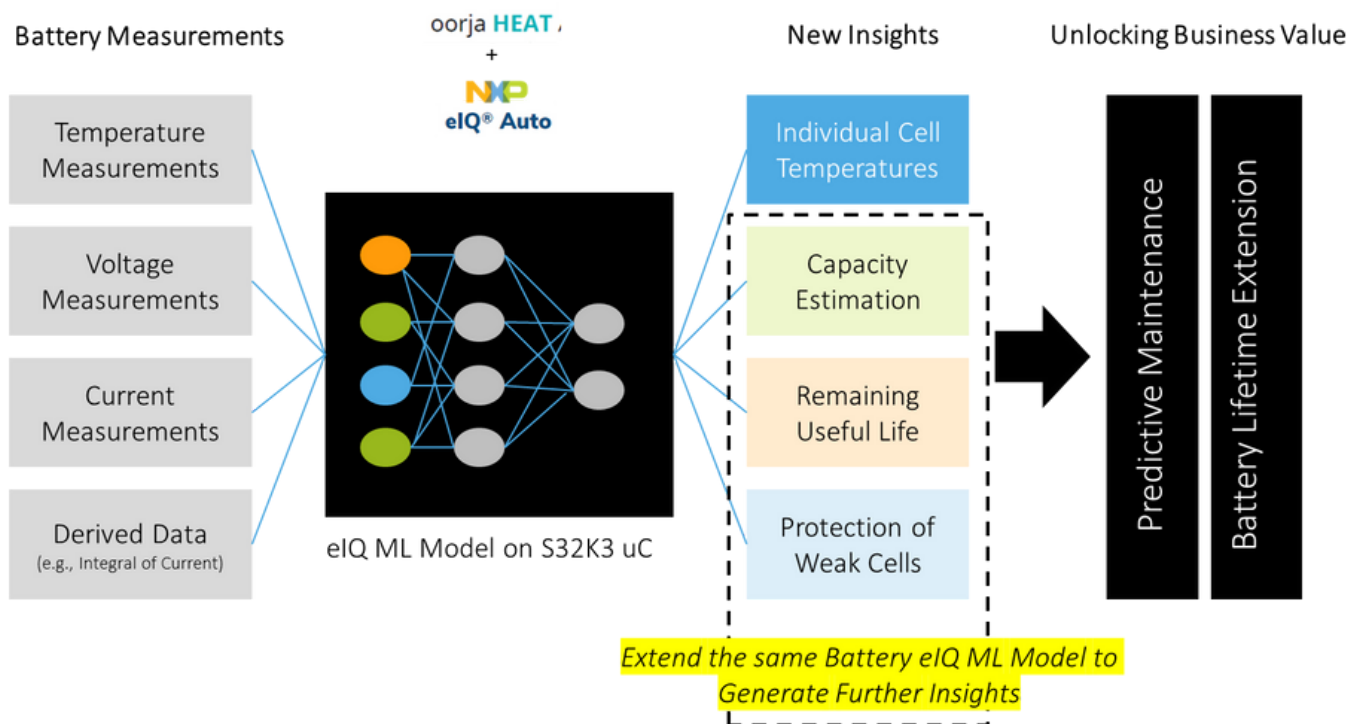 Battery Measurements
oorja HEAT
+
NXP
eIQ® Auto
New Insights
Unlocking Business Value
Temperature
Measurements
Voltage
Measurements
Current
Measurements
Derived Data
(e.g., Integral of Current)
eIQ ML Model on S32K3 uC
Individual Cell
Temperatures
Capacity
Estimation
Remaining
Useful Life
Protection of
Weak Cells
Extend the same Battery eIQ ML Model to
Generate Further Insights
Predictive Maintenance
Battery Lifetime Extension